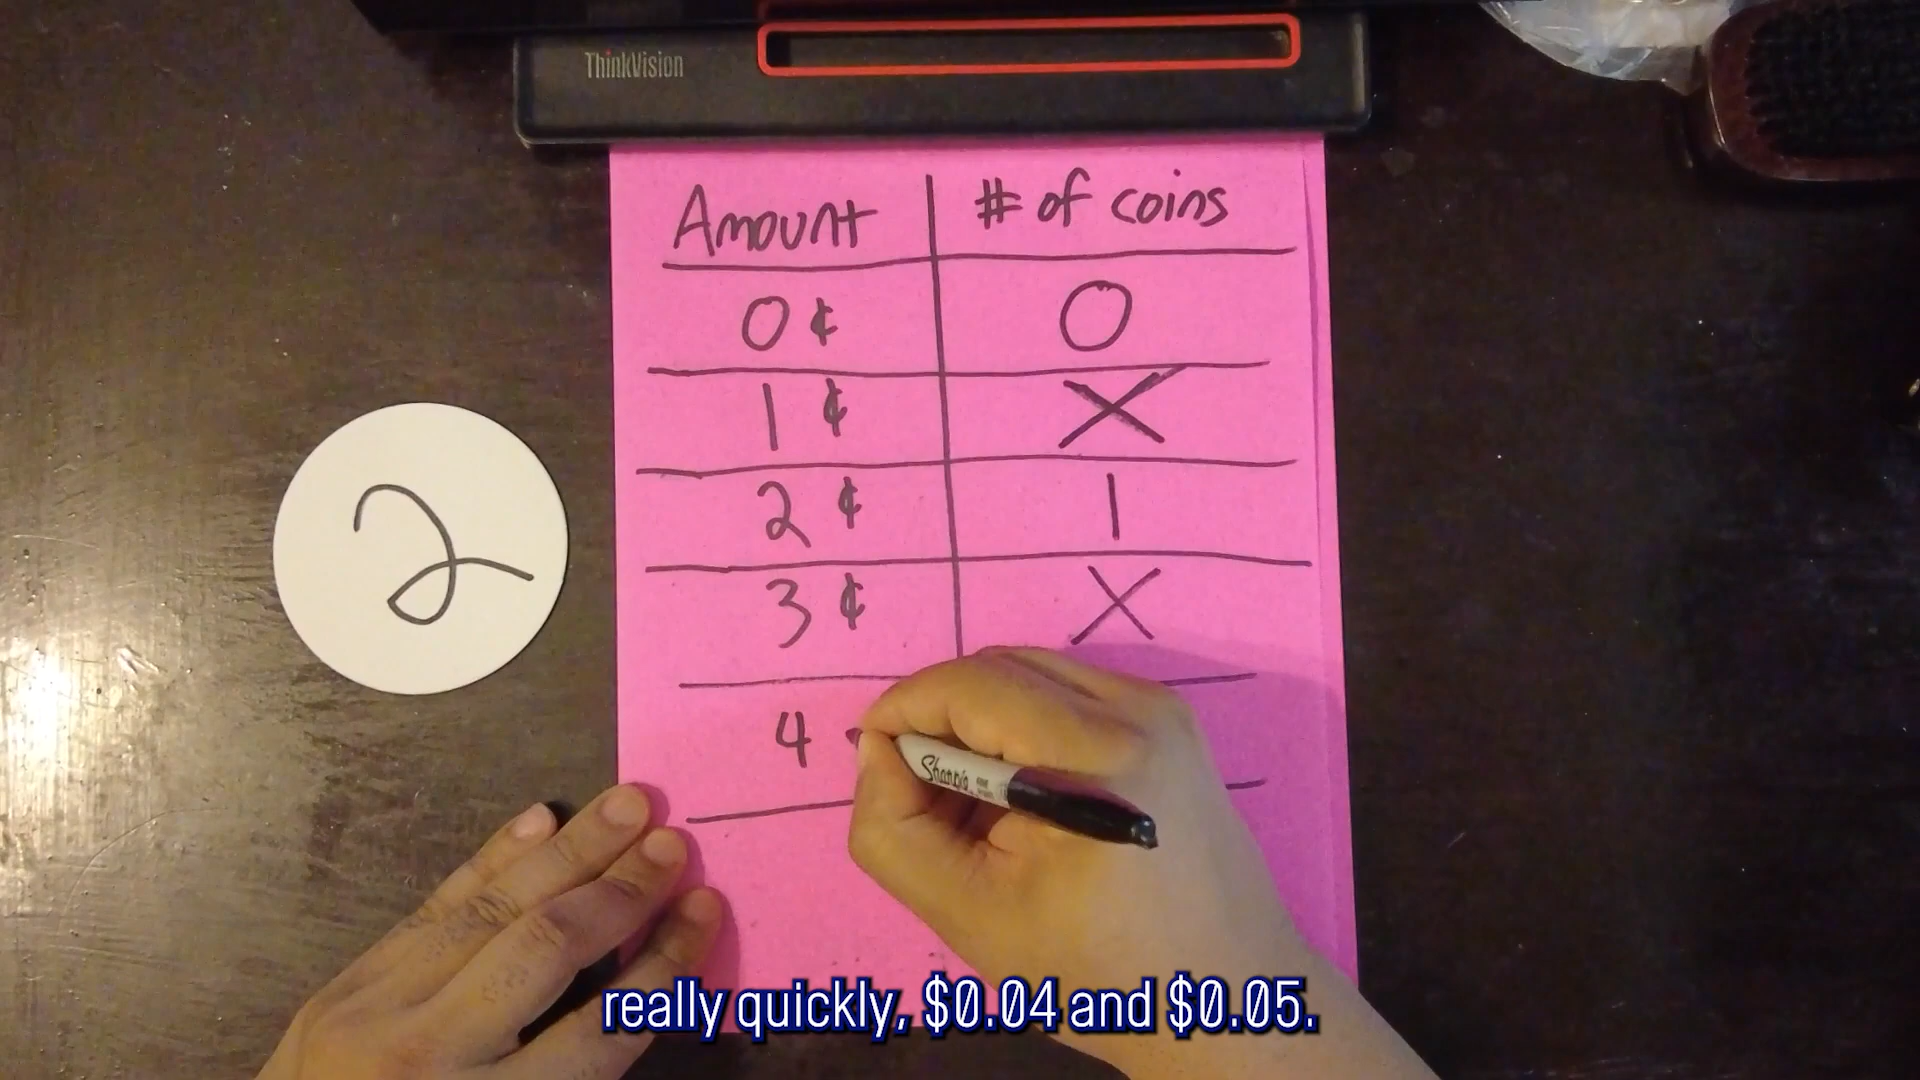 ThinkVision
Amount # of coins
0 ¢ 0
1 ¢ X
2 ¢ 1
3 ¢ X
4
2
Sharpie
really quickly, $0.04 and $0.05.